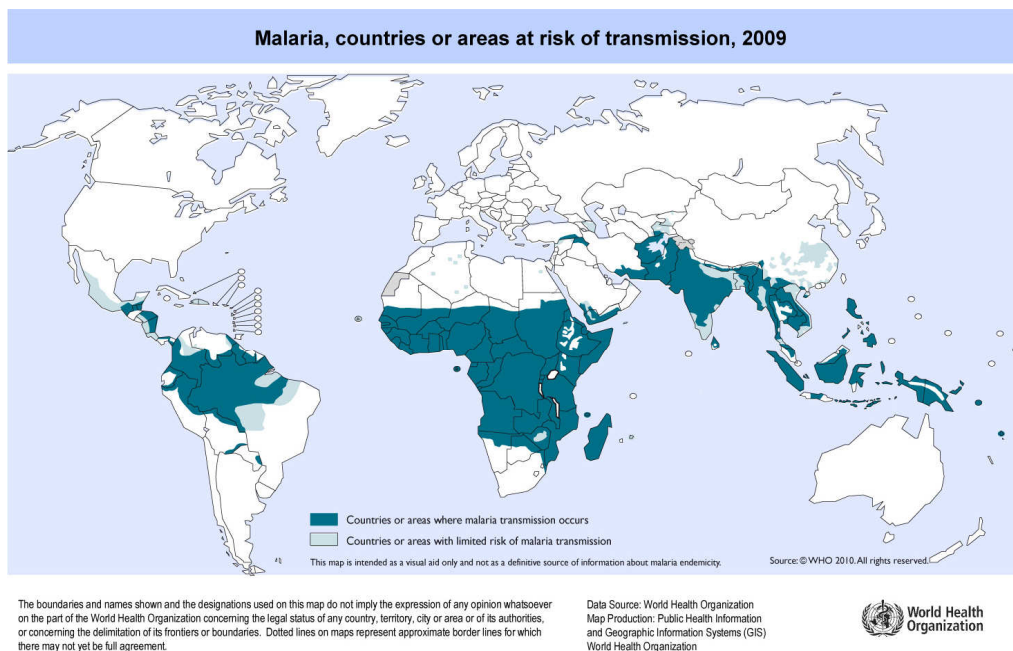 Malaria, countries or areas at risk of transmission, 2009
Countries or areas where malaria transmission occurs
Countries or areas with limited risk of malaria transmission
This map is intended as a visual aid only and not as a definitive source of information about malaria endemicity.
Source: © WHO 2010. All rights reserved.
The boundaries and names shown and the designations used on this map do not imply the expression of any opinion whatsoever
on the part of the World Health Organization concerning the legal status of any country, territory, city or area or of its authorities,
or concerning the delimitation of its frontiers or boundaries. Dotted lines on maps represent approximate border lines for which
there may not yet be full agreement.
Data Source: World Health Organization
Map Production: Public Health Information
and Geographic Information Systems (GIS)
World Health Organization
World Health
Organization